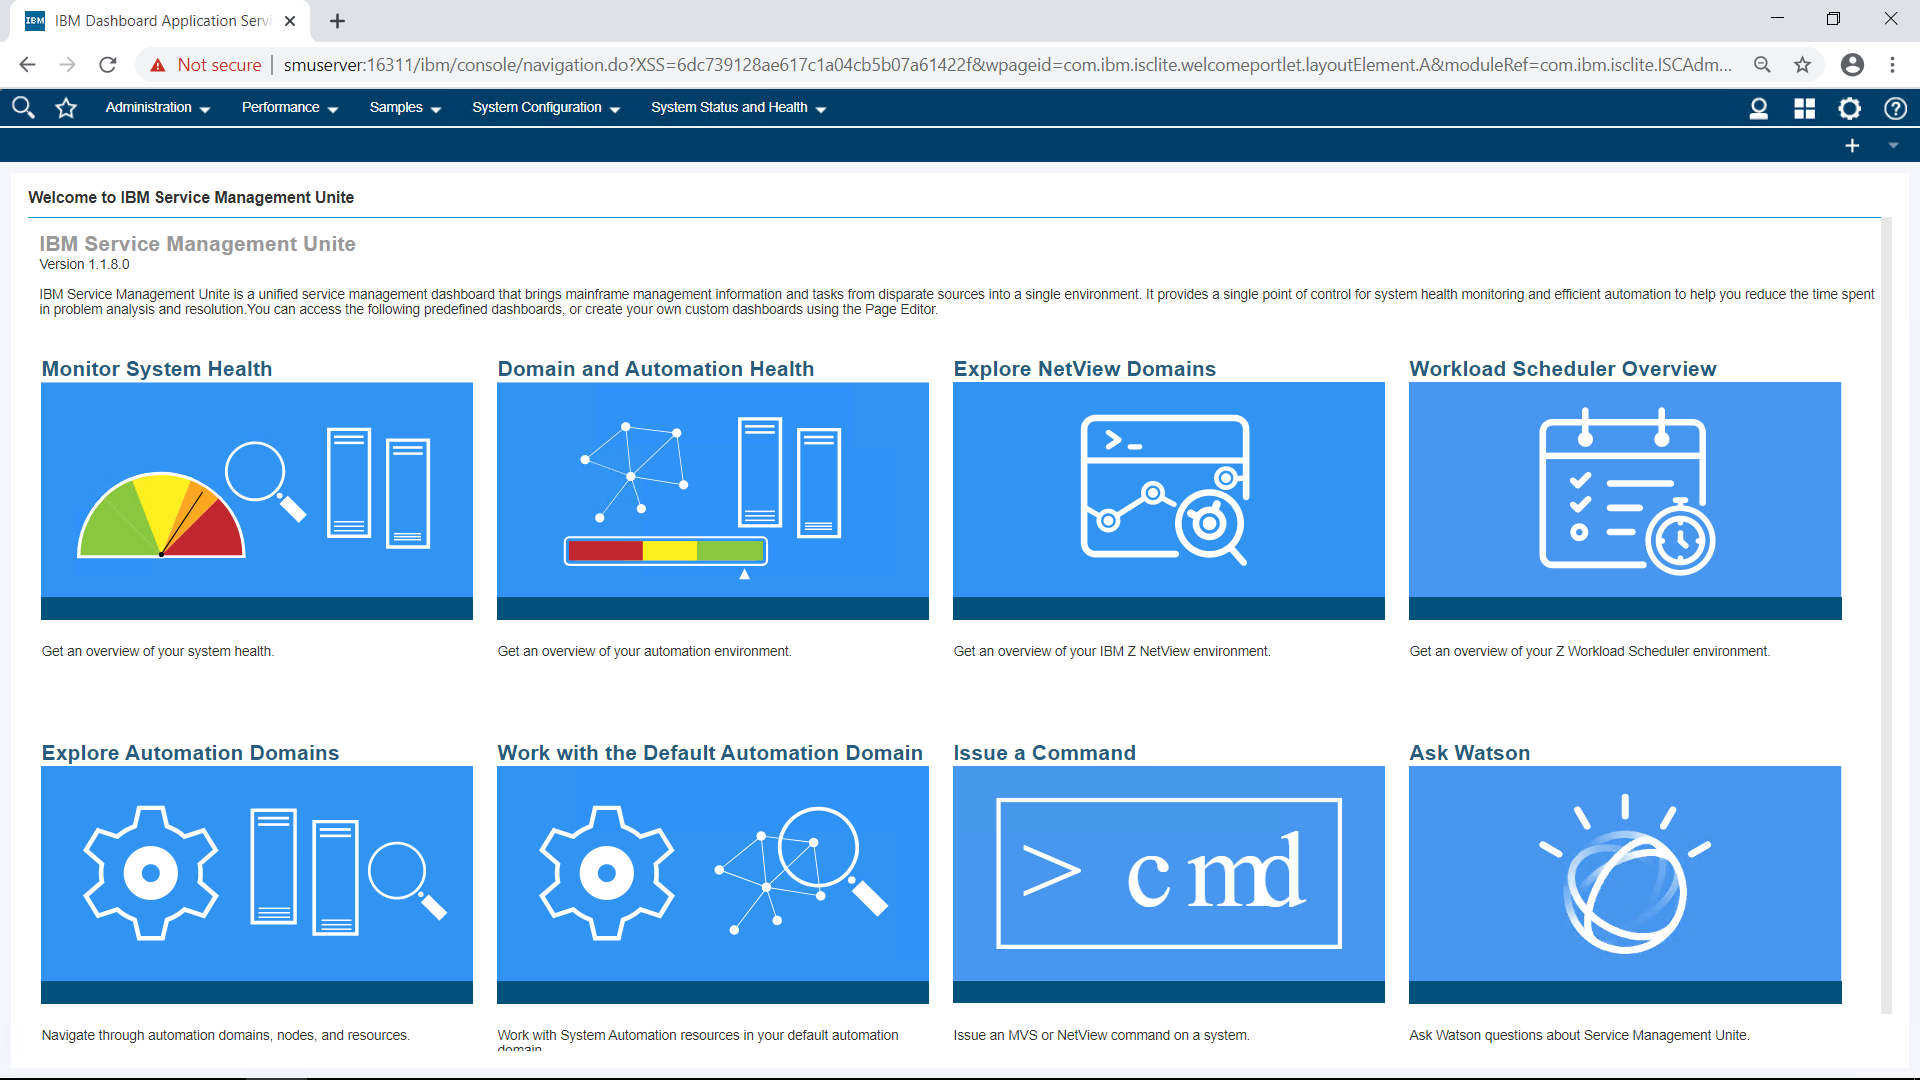 IBM Dashboard Application Servi
Not secure | smuserver:16311/ibm/console/navigation.do?XSS=6dc739128ae617c1a04cb5b07a61422f&wpageid=com.ibm.isclite.welcomeportlet.layoutElement.A&moduleRef=com.ibm.isclite.ISCAdm...
Administration Performance Samples System Configuration System Status and Health
Welcome to IBM Service Management Unite
IBM Service Management Unite
Version 1.1.8.0
IBM Service Management Unite is a unified service management dashboard that brings mainframe management information and tasks from disparate sources into a single environment. It provides a single point of control for system health monitoring and efficient automation to help you reduce the time spent
in problem analysis and resolution.You can access the following predefined dashboards, or create your own custom dashboards using the Page Editor.
Monitor System Health
Domain and Automation Health
Explore NetView Domains
Workload Scheduler Overview
Get an overview of your system health.
Get an overview of your automation environment.
Get an overview of your IBM Z NetView environment.
Get an overview of your Z Workload Scheduler environment.
Explore Automation Domains
Work with the Default Automation Domain
Issue a Command
Ask Watson
> cmd
Navigate through automation domains, nodes, and resources.
Work with System Automation resources in your default automation
domain.
Issue an MVS or NetView command on a system.
Ask Watson questions about Service Management Unite.